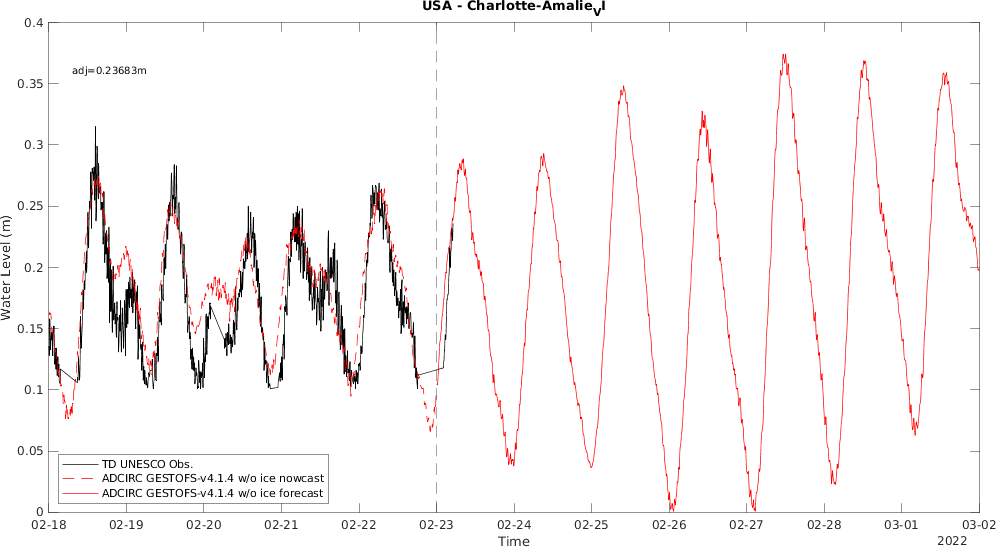 USA - Charlotte-AmalieVI
adj=0.23683m
Water Level (m)
0.4
0.35
0.3
0.25
0.2
0.15
0.1
0.05
0
TD UNESCO Obs.
ADCIRC GESTOFS-v4.1.4 w/o ice nowcast
ADCIRC GESTOFS-v4.1.4 w/o ice forecast
02-18 02-19 02-20 02-21 02-22 02-23 02-24 02-25 02-26 02-27 02-28 03-01 03-02
Time
2022